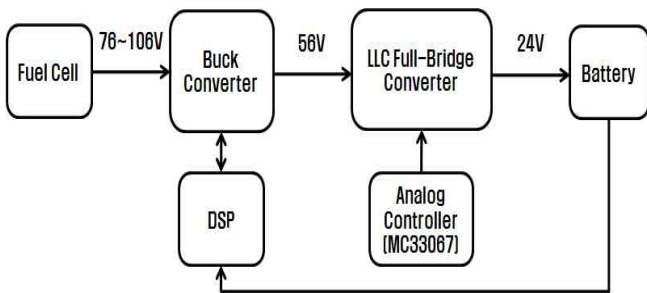 76~106V
56V
24V
Fuel Cell
Buck
Converter
LLC Full-Bridge
Converter
Battery
DSP
Analog
Controller
(MC33067)